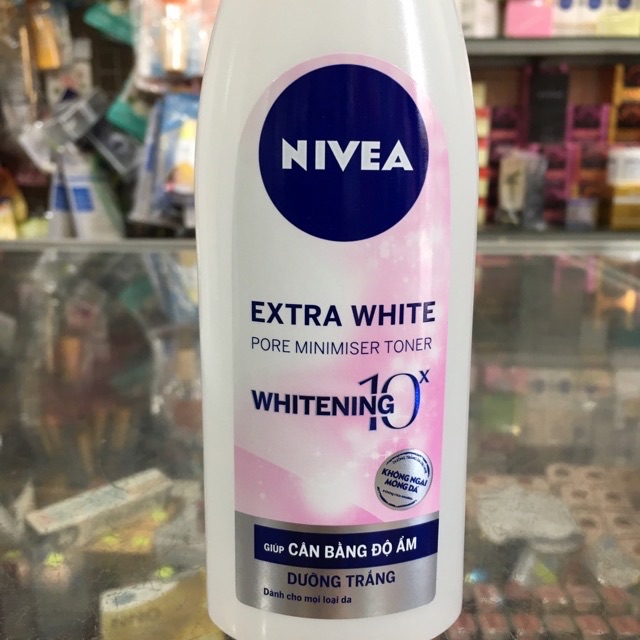 NIVEA
EXTRA WHITE
PORE MINIMISER TONER
WHITENING 10X
KHÔNG NGẠI
MỎNG DA
GIÚP CÂN BẰNG ĐỘ ẨM
DƯỠNG TRẮNG
Dành cho mọi loại da